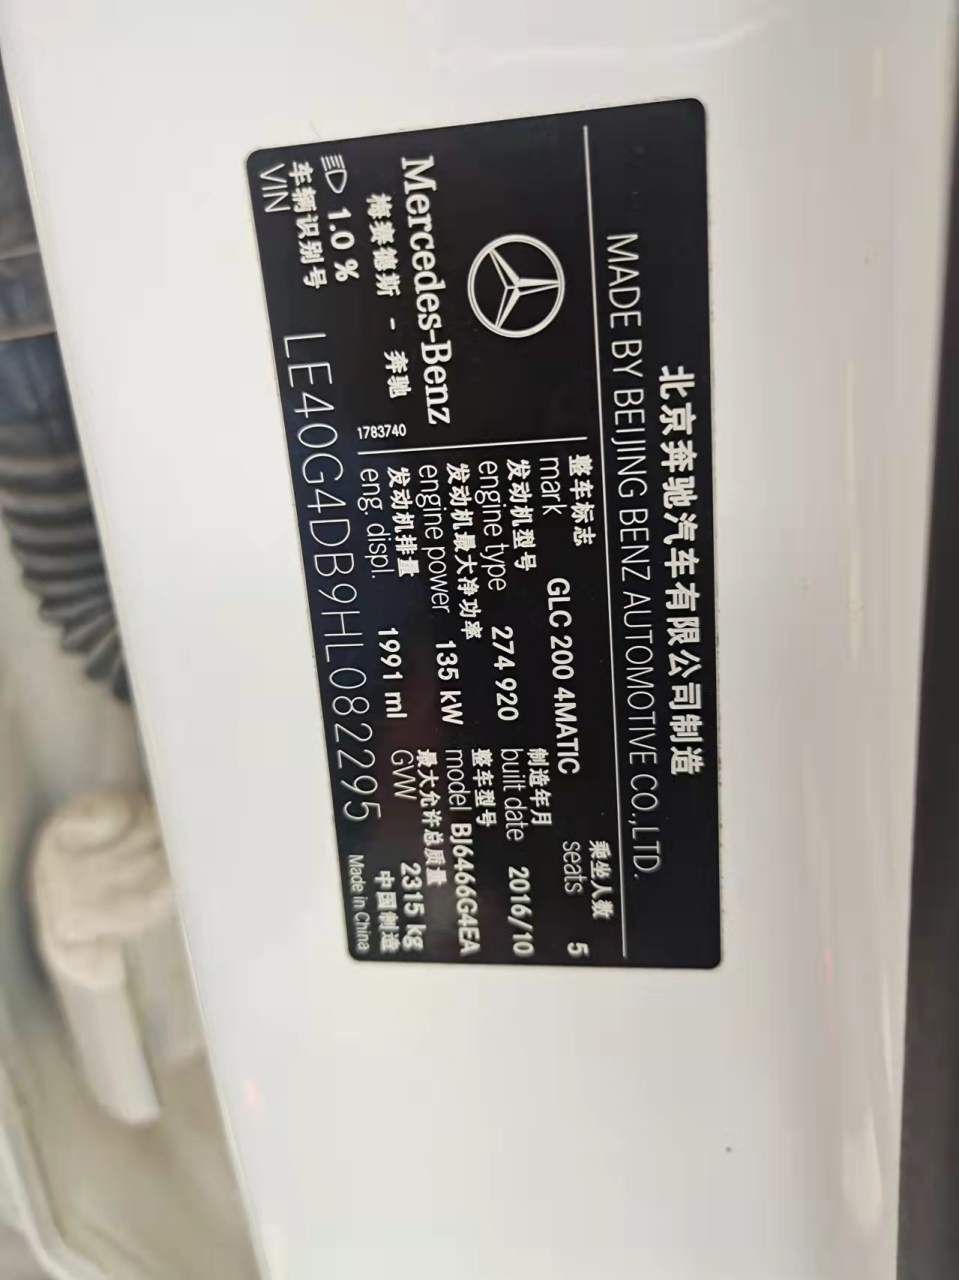 北京奔驰汽车有限公司制造
MADE BY BEIJING BENZ AUTOMOTIVE CO.,LTD.
Mercedes-Benz
梅赛德斯 - 奔驰
1.0 %
1783740
整车标志
mark GLC 200 4MATIC
乘坐人数
seats 5
发动机型号
engine type 274 920
制造年月
built date 2016/10
发动机最大净功率
engine power 135 kW
整车型号
model BJ6466G4EA
发动机排量
eng. displ. 1991 ml
最大允许总质量
GVW 2315 kg
车辆识别号
VIN LE40G4DB9HL082295
中国制造
Made in China